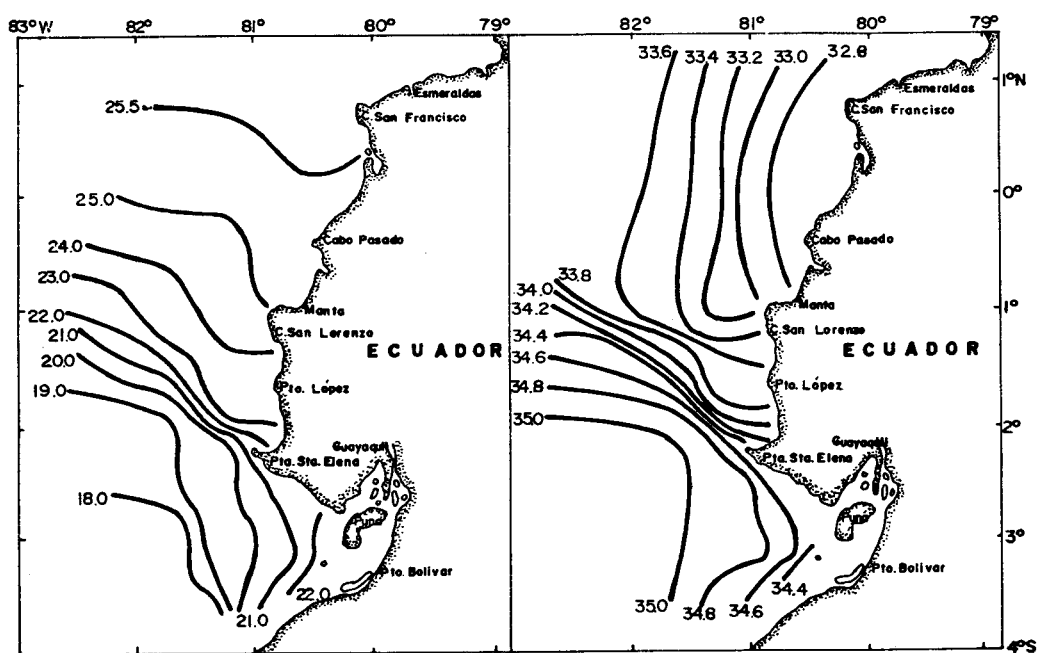 83° W 82° 81° 80° 79°
25.5
25.0
24.0
23.0
22.0
21.0
20.0
19.0
18.0
21.0
22.0
Esmeraldas
C. San Francisco
Cabo Pasado
Manta
C. San Lorenzo
ECUADOR
Pto. López
Guayaquil
Pta. Sta. Elena
Puná
Pto. Bolívar
82° 81° 80° 79°
33.6 33.4 33.2 33.0 32.8
33.8
34.0
34.2
34.4
34.6
34.8
35.0
35.0
34.8
34.6
34.4
Esmeraldas
C. San Francisco
Cabo Pasado
Manta
C. San Lorenzo
ECUADOR
Pto. López
Guayaquil
Pta. Sta. Elena
Puná
Pto. Bolívar
1°N
0°
1°
2°
3°
4°S